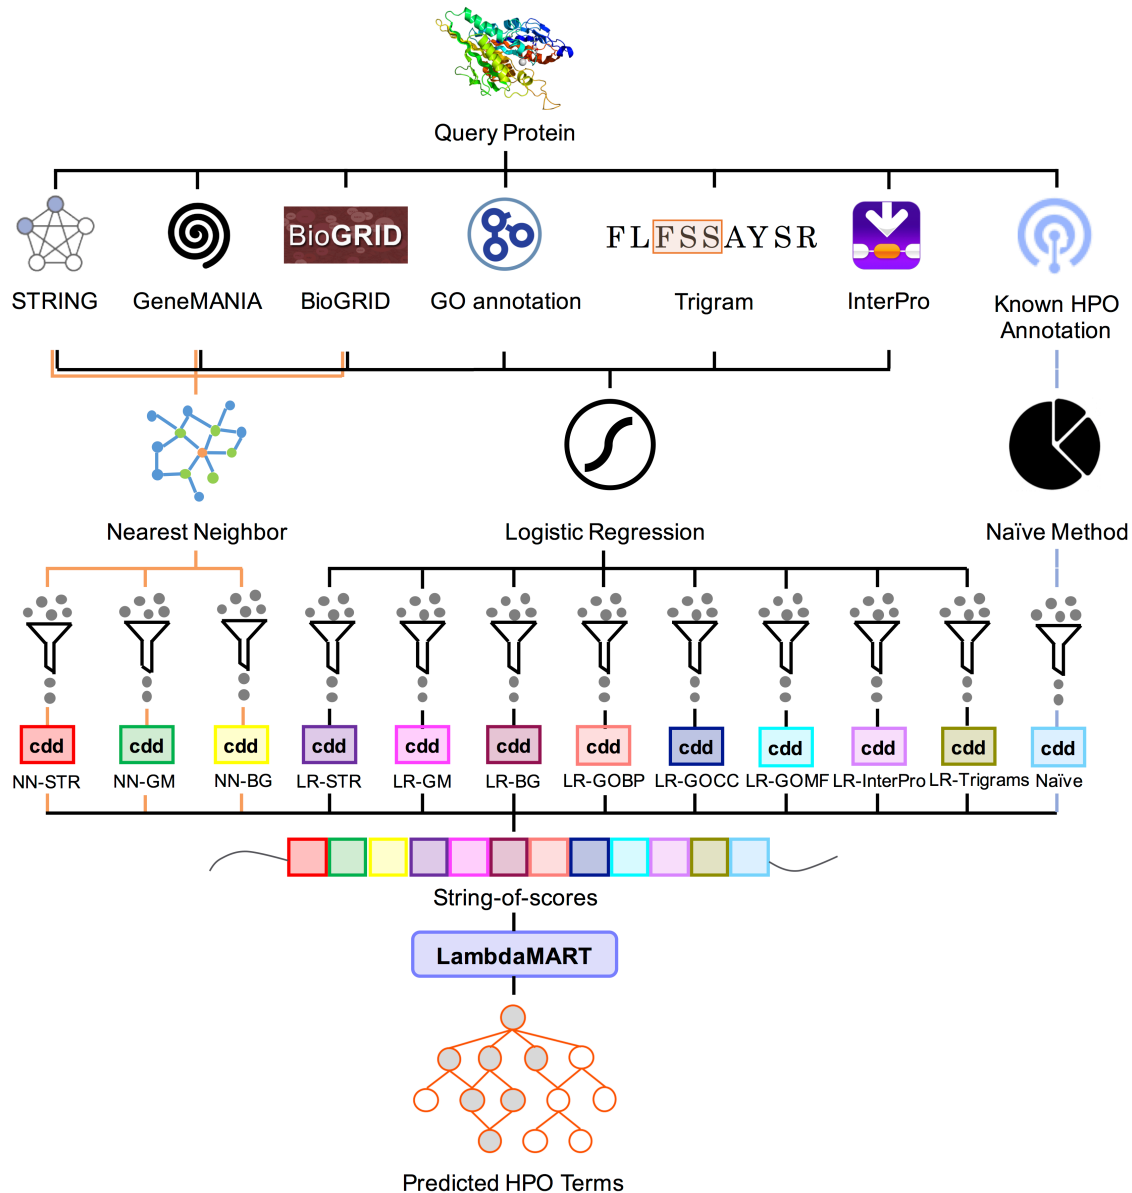 Query Protein
BioGRID
FLFSSAYSR
STRING
GeneMANIA
BioGRID
GO annotation
Trigram
InterPro
Known HPO
Annotation
Nearest Neighbor
Logistic Regression
Naïve Method
cdd
cdd
cdd
cdd
cdd
cdd
cdd
cdd
cdd
cdd
cdd
cdd
NN-STR
NN-GM
NN-BG
LR-STR
LR-GM
LR-BG
LR-GOBP
LR-GOCC
LR-GOMF
LR-InterPro
LR-Trigrams
Naïve
String-of-scores
LambdaMART
Predicted HPO Terms